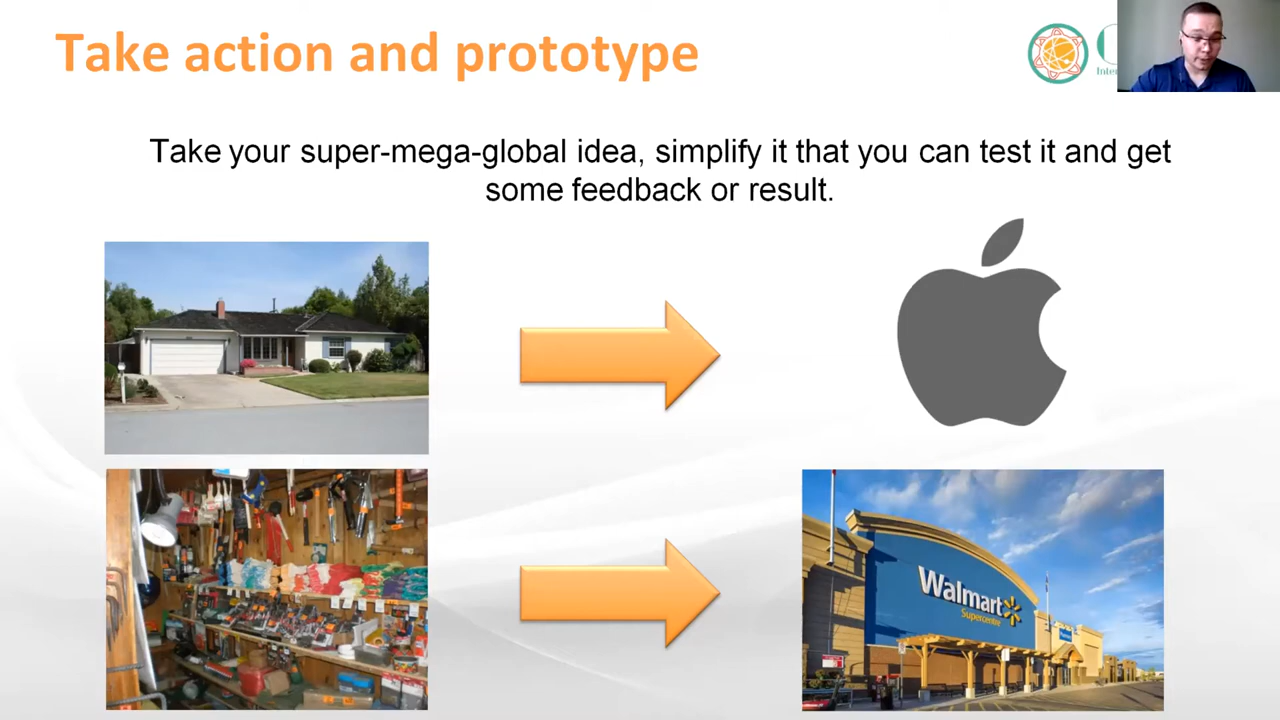 Take action and prototype
Take your super-mega-global idea, simplify it that you can test it and get
some feedback or result.
Walmart
Supercentre